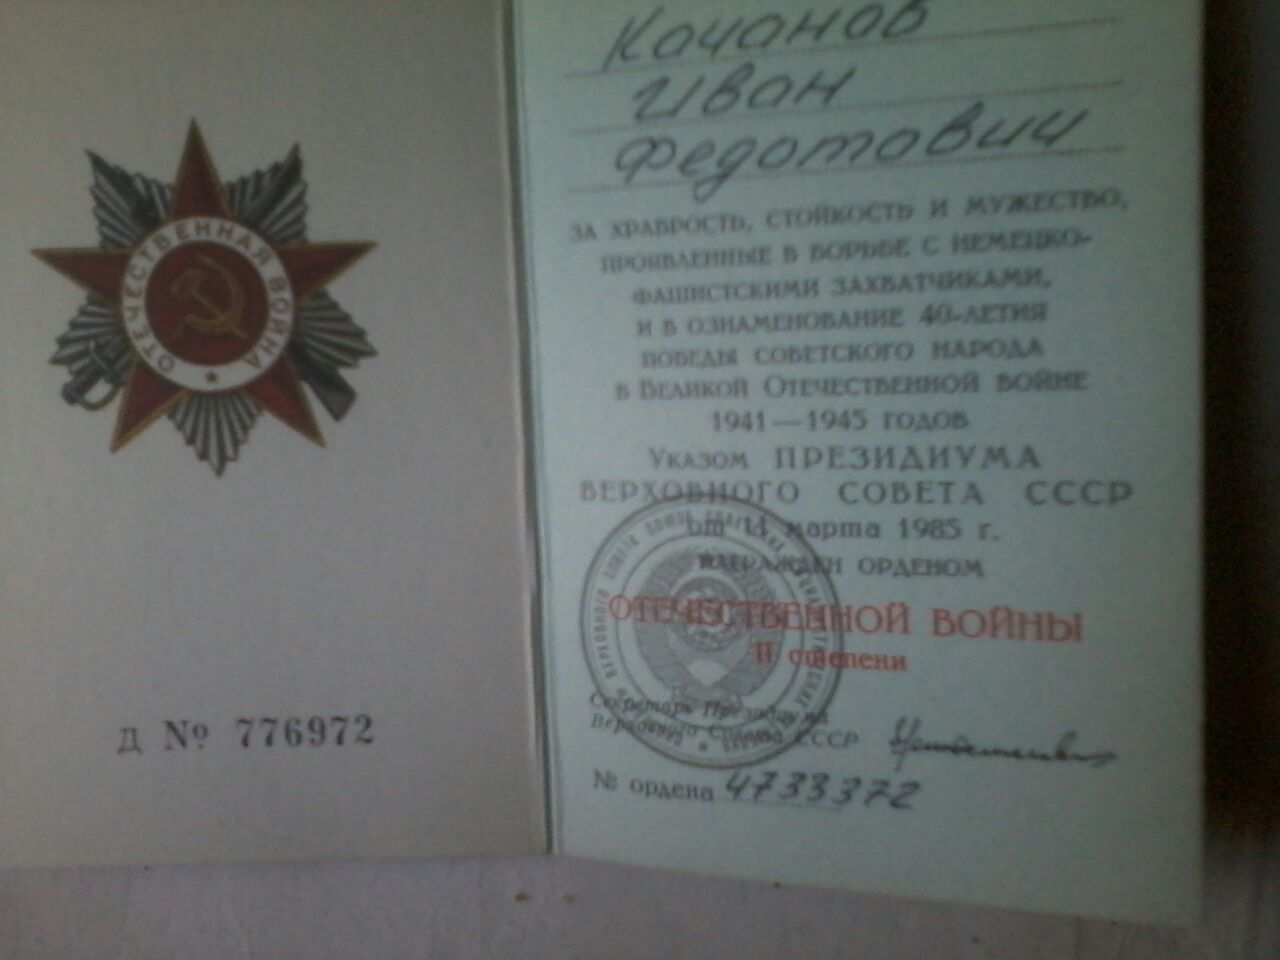 ОТЕЧЕСТВЕННАЯ ВОЙНА
Д № 776972
Качанов
Иван
Федотович
ЗА ХРАБРОСТЬ, СТОЙКОСТЬ И МУЖЕСТВО,
ПРОЯВЛЕННЫЕ В БОРЬБЕ С НЕМЕЦКО-
ФАШИСТСКИМИ ЗАХВАТЧИКАМИ,
И В ОЗНАМЕНОВАНИЕ 40-ЛЕТИЯ
ПОБЕДЫ СОВЕТСКОГО НАРОДА
В ВЕЛИКОЙ ОТЕЧЕСТВЕННОЙ ВОЙНЕ
1941—1945 ГОДОВ
УКАЗОМ ПРЕЗИДИУМА
ВЕРХОВНОГО СОВЕТА СССР
от 11 марта 1985 г.
НАГРАЖДЕН ОРДЕНОМ
ОТЕЧЕСТВЕННОЙ ВОЙНЫ
II степени
Секретарь Президиума
Верховного Совета СССР
№ ордена 4733372